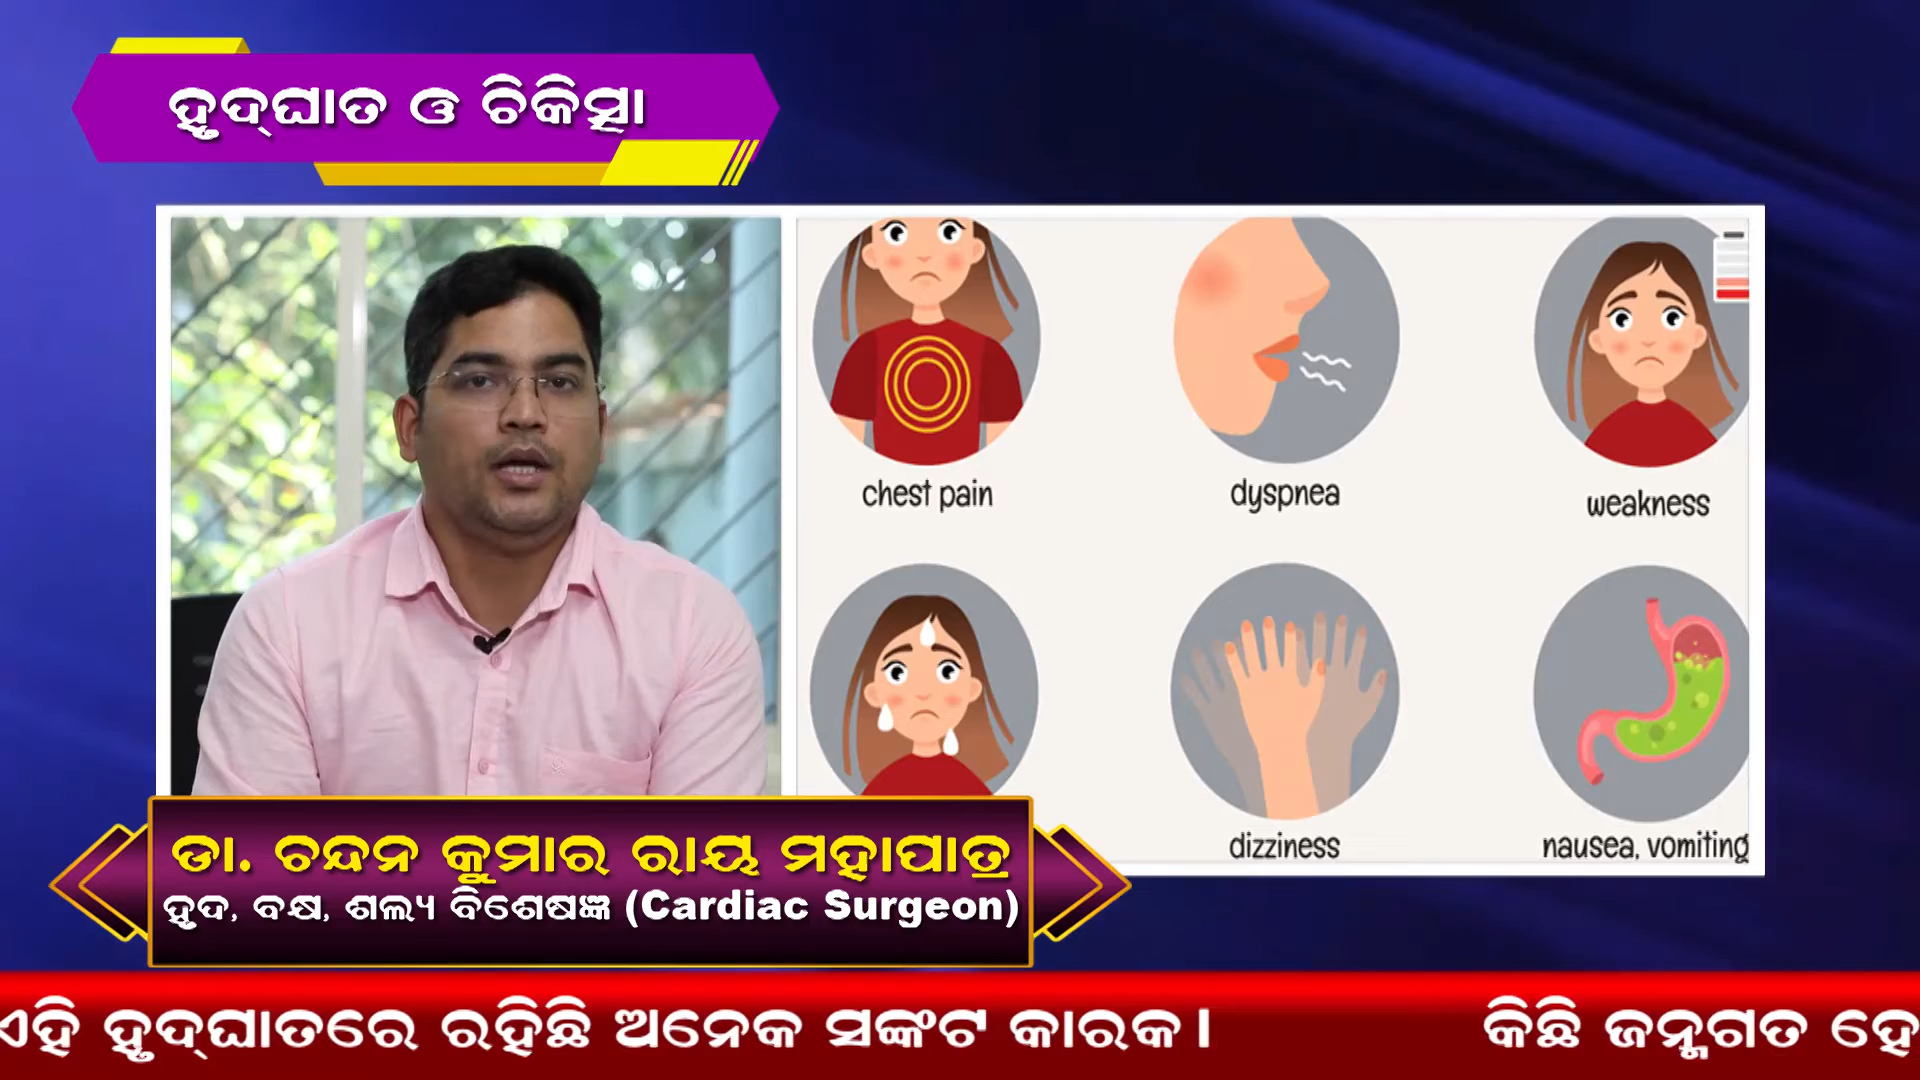 ହୃଦ୍‌ଘାତ ଓ ଚିକିତ୍ସା
chest pain
dyspnea
weakness
dizziness
nausea, vomiting
ଡା. ଚନ୍ଦନ କୁମାର ରାୟ ମହାପାତ୍ର
ହୃଦ, ବକ୍ଷ, ଶଲ୍ୟ ବିଶେଷଜ୍ଞ (Cardiac Surgeon)
ଏହି ହୃଦ୍‌ଘାତରେ ରହିଛି ଅନେକ ସଙ୍କଟ କାରକ। କିଛି ଜନ୍ମଗତ ହେ